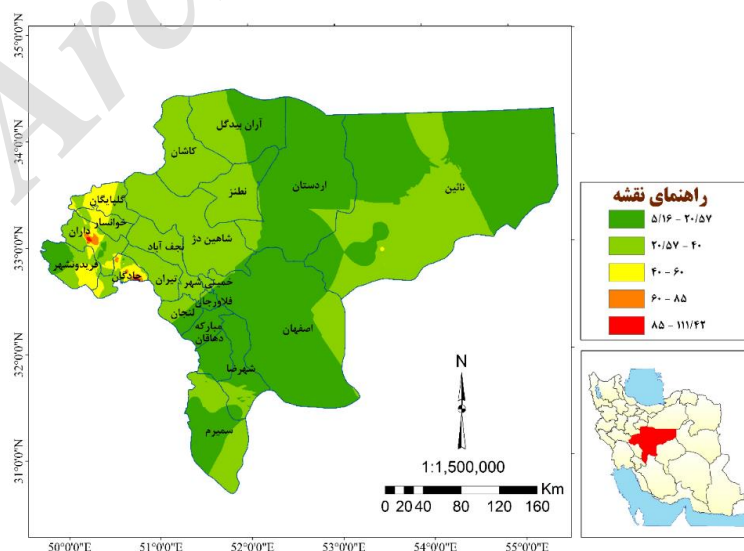 Arc
35°0'0"N
34°0'0"N
33°0'0"N
32°0'0"N
31°0'0"N
آران بیدگل
کاشان
نطنز
اردستان
نائین
گلپایگان
خوانسار
داران
فریدونشهر
چادگان
نجف آباد
شاهین دژ
تیران
خمینی شهر
فلاورجان
لنجان
مبارکه
دهاقان
اصفهان
شهرضا
سمیرم
راهنمای نقشه
۵/۱۶ - ۲۰/۵۷
۲۰/۵۷ - ۴۰
۴۰ - ۶۰
۶۰ - ۸۵
۸۵ - ۱۱۱/۴۲
N
1:1,500,000
Km
0 20 40 80 120 160
50°0'0"E 51°0'0"E 52°0'0"E 53°0'0"E 54°0'0"E 55°0'0"E